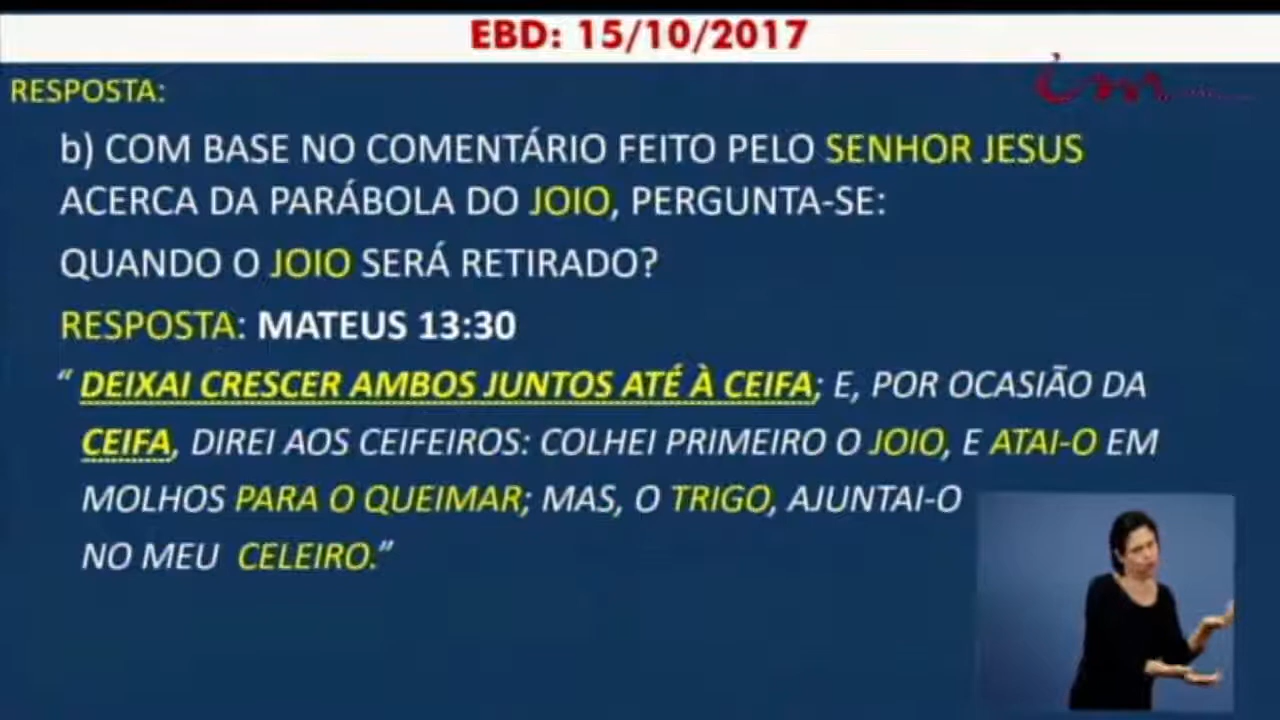 EBD: 15/10/2017
RESPOSTA:
b) COM BASE NO COMENTÁRIO FEITO PELO SENHOR JESUS
ACERCA DA PARÁBOLA DO JOIO, PERGUNTA-SE:
QUANDO O JOIO SERÁ RETIRADO?
RESPOSTA: MATEUS 13:30
“ DEIXAI CRESCER AMBOS JUNTOS ATÉ À CEIFA; E, POR OCASIÃO DA
CEIFA, DIREI AOS CEIFEIROS: COLHEI PRIMEIRO O JOIO, E ATAI-O EM
MOLHOS PARA O QUEIMAR; MAS, O TRIGO, AJUNTAI-O
NO MEU CELEIRO.”